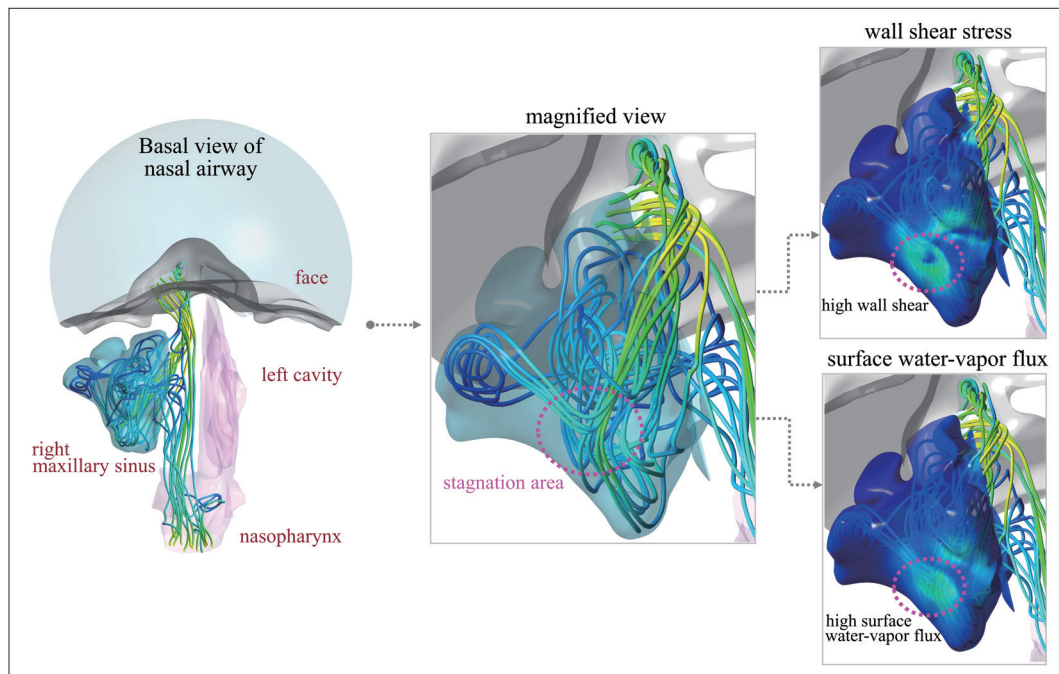 Basal view of
nasal airway
face
left cavity
right
maxillary sinus
nasopharynx
magnified view
stagnation area
wall shear stress
high wall shear
surface water-vapor flux
high surface
water-vapor flux